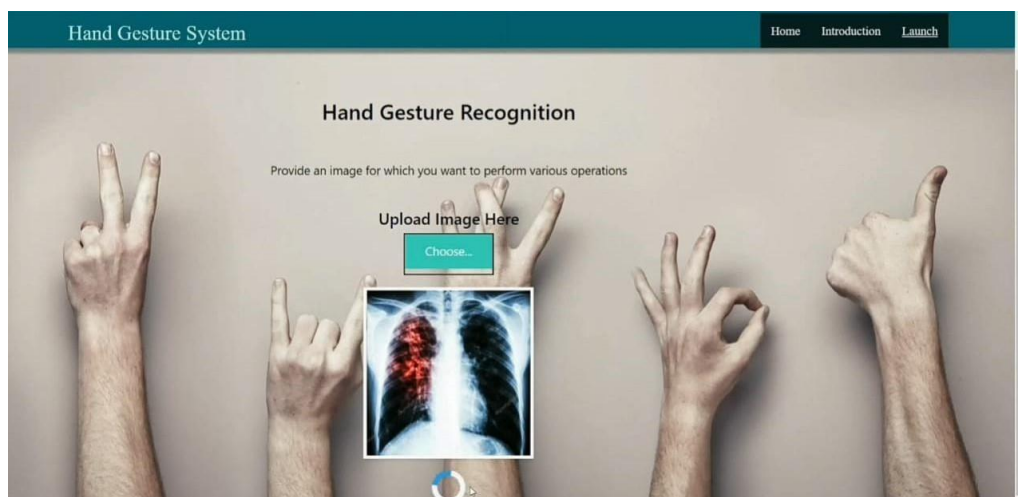 Hand Gesture System
Home Introduction Launch
Hand Gesture Recognition
Provide an image for which you want to perform various operations
Upload Image Here
Choose...